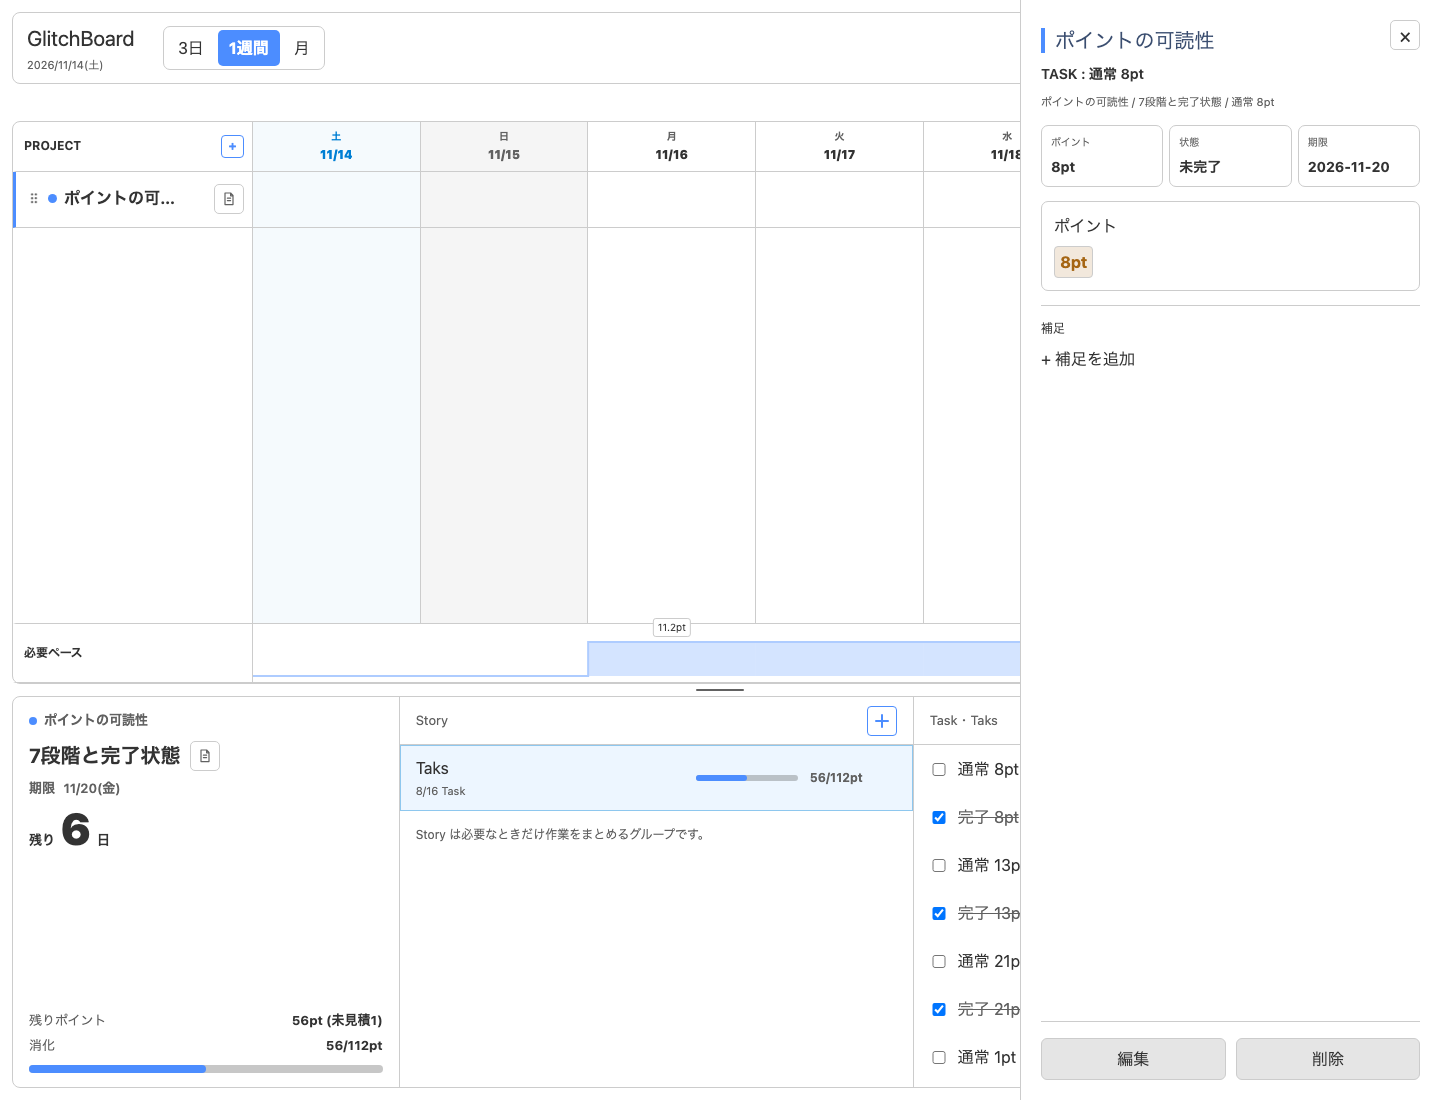 GlitchBoard
2026/11/14(土)
3日
1週間
月
PROJECT
+
土
11/14
日
11/15
月
11/16
火
11/17
水
11/18
ポイントの可...
必要ペース
11.2pt
ポイントの可読性
7段階と完了状態
期限 11/20(金)
残り 6 日
残りポイント 56pt (未見積1)
消化 56/112pt
Story
+
Taks
8/16 Task
56/112pt
Story は必要なときだけ作業をまとめるグループです。
Task・Taks
通常 8pt
完了 8pt
通常 13p
完了 13p
通常 21p
完了 21p
通常 1pt
ポイントの可読性
×
TASK : 通常 8pt
ポイントの可読性 / 7段階と完了状態 / 通常 8pt
ポイント
8pt
状態
未完了
期限
2026-11-20
ポイント
8pt
補足
+ 補足を追加
編集
削除